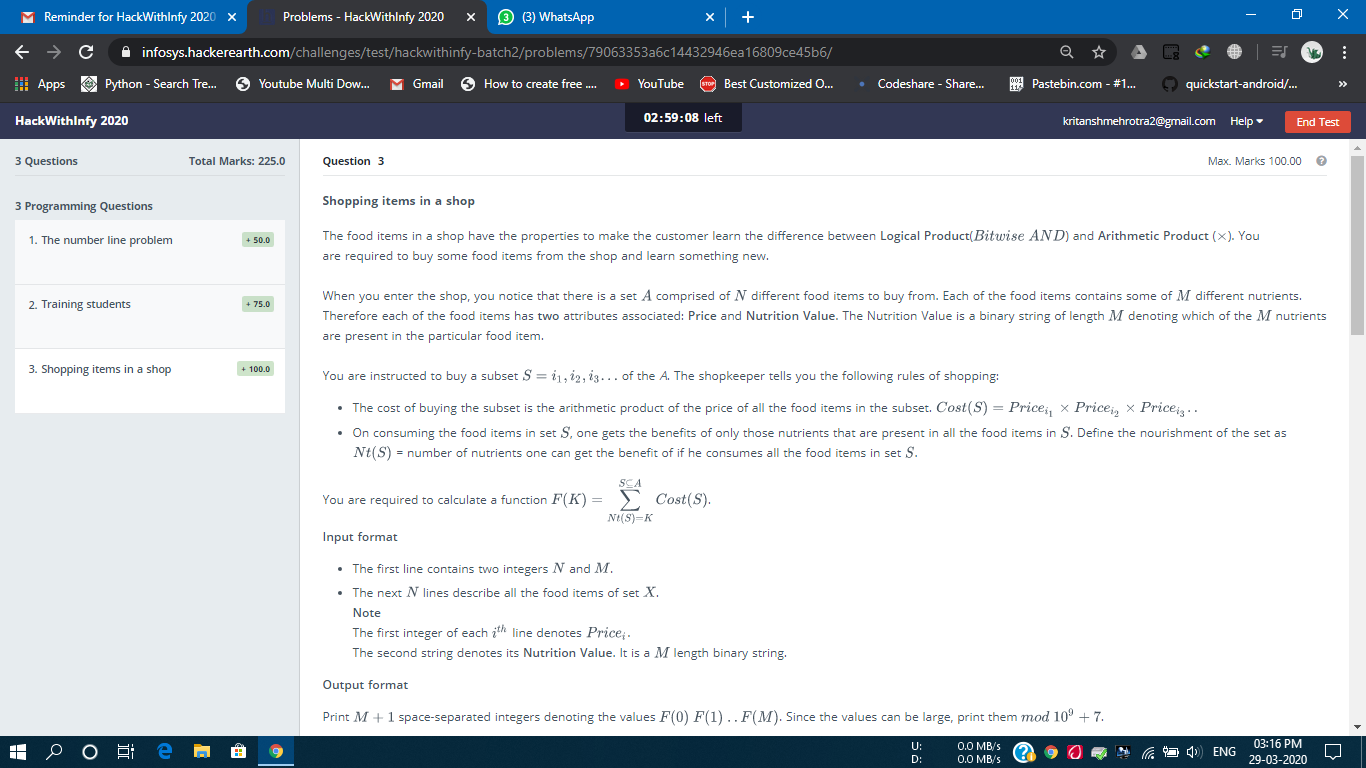 Reminder for HackWithInfy 2020
Problems - HackWithInfy 2020
3
(3) WhatsApp
infosys.hackerearth.com/challenges/test/hackwithinfy-batch2/problems/79063353a6c14432946ea16809ce45b6/
Apps
Python - Search Tre...
Youtube Multi Dow...
Gmail
How to create free ....
YouTube
STOP
Best Customized O...
Codeshare - Share...
Pastebin.com - #1...
quickstart-android/...
»
HackWithInfy 2020
02:59:08 left
kritanshmehrotra2@gmail.com
Help
End Test
3 Questions
Total Marks: 225.0
3 Programming Questions
1. The number line problem
+ 50.0
2. Training students
+ 75.0
3. Shopping items in a shop
+ 100.0
Question 3
Max. Marks 100.00
?
Shopping items in a shop
The food items in a shop have the properties to make the customer learn the difference between Logical Product(Bitwise AND) and Arithmetic Product (×). You
are required to buy some food items from the shop and learn something new.
When you enter the shop, you notice that there is a set A comprised of N different food items to buy from. Each of the food items contains some of M different nutrients.
Therefore each of the food items has two attributes associated: Price and Nutrition Value. The Nutrition Value is a binary string of length M denoting which of the M nutrients
are present in the particular food item.
You are instructed to buy a subset S = i₁, i₂, i₃... of the A. The shopkeeper tells you the following rules of shopping:
• The cost of buying the subset is the arithmetic product of the price of all the food items in the subset. Cost(S) = Price_{i₁} × Price_{i₂} × Price_{i₃}..
• On consuming the food items in set S, one gets the benefits of only those nutrients that are present in all the food items in S. Define the nourishment of the set as
Nt(S) = number of nutrients one can get the benefit of if he consumes all the food items in set S.
S⊆A
You are required to calculate a function F(K) = ∑ Cost(S).
Nt(S)=K
Input format
• The first line contains two integers N and M.
• The next N lines describe all the food items of set X.
Note
The first integer of each iᵗʰ line denotes Priceᵢ.
The second string denotes its Nutrition Value. It is a M length binary string.
Output format
Print M + 1 space-separated integers denoting the values F(0) F(1) .. F(M). Since the values can be large, print them mod 10⁹ + 7.
U: 0.0 MB/s
D: 0.0 MB/s
ENG
03:16 PM
29-03-2020